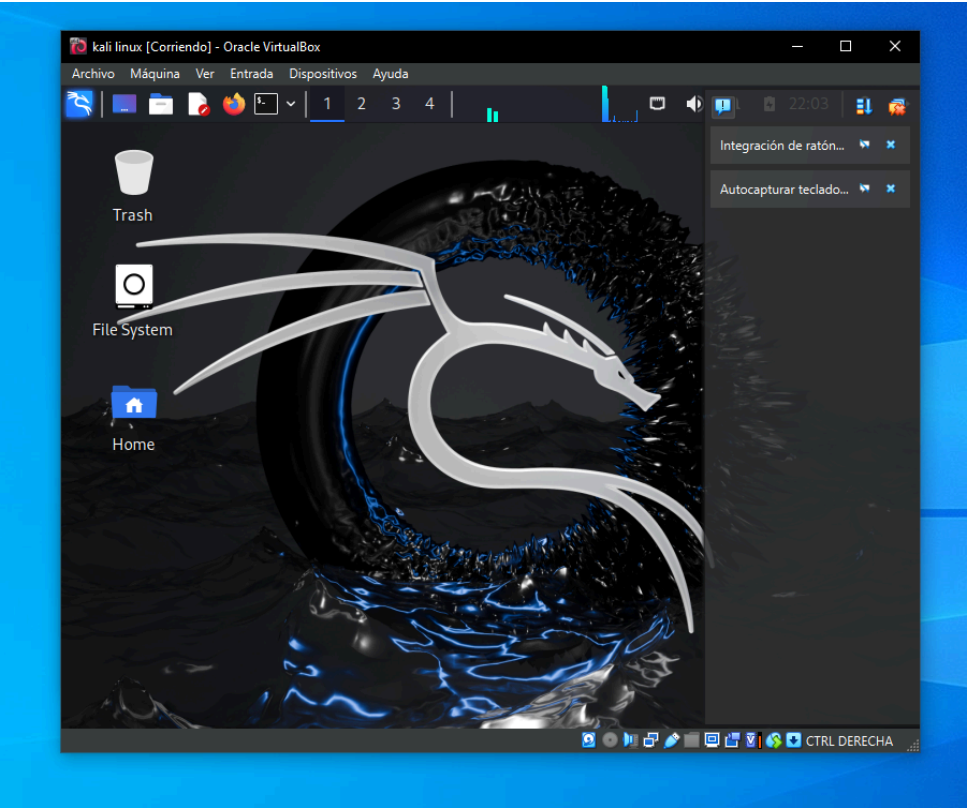 kali linux [Corriendo] - Oracle VirtualBox
Archivo Máquina Ver Entrada Dispositivos Ayuda
1 2 3 4 22:03
Integración de ratón...
Autocapturar teclado...
Trash
File System
Home
CTRL DERECHA